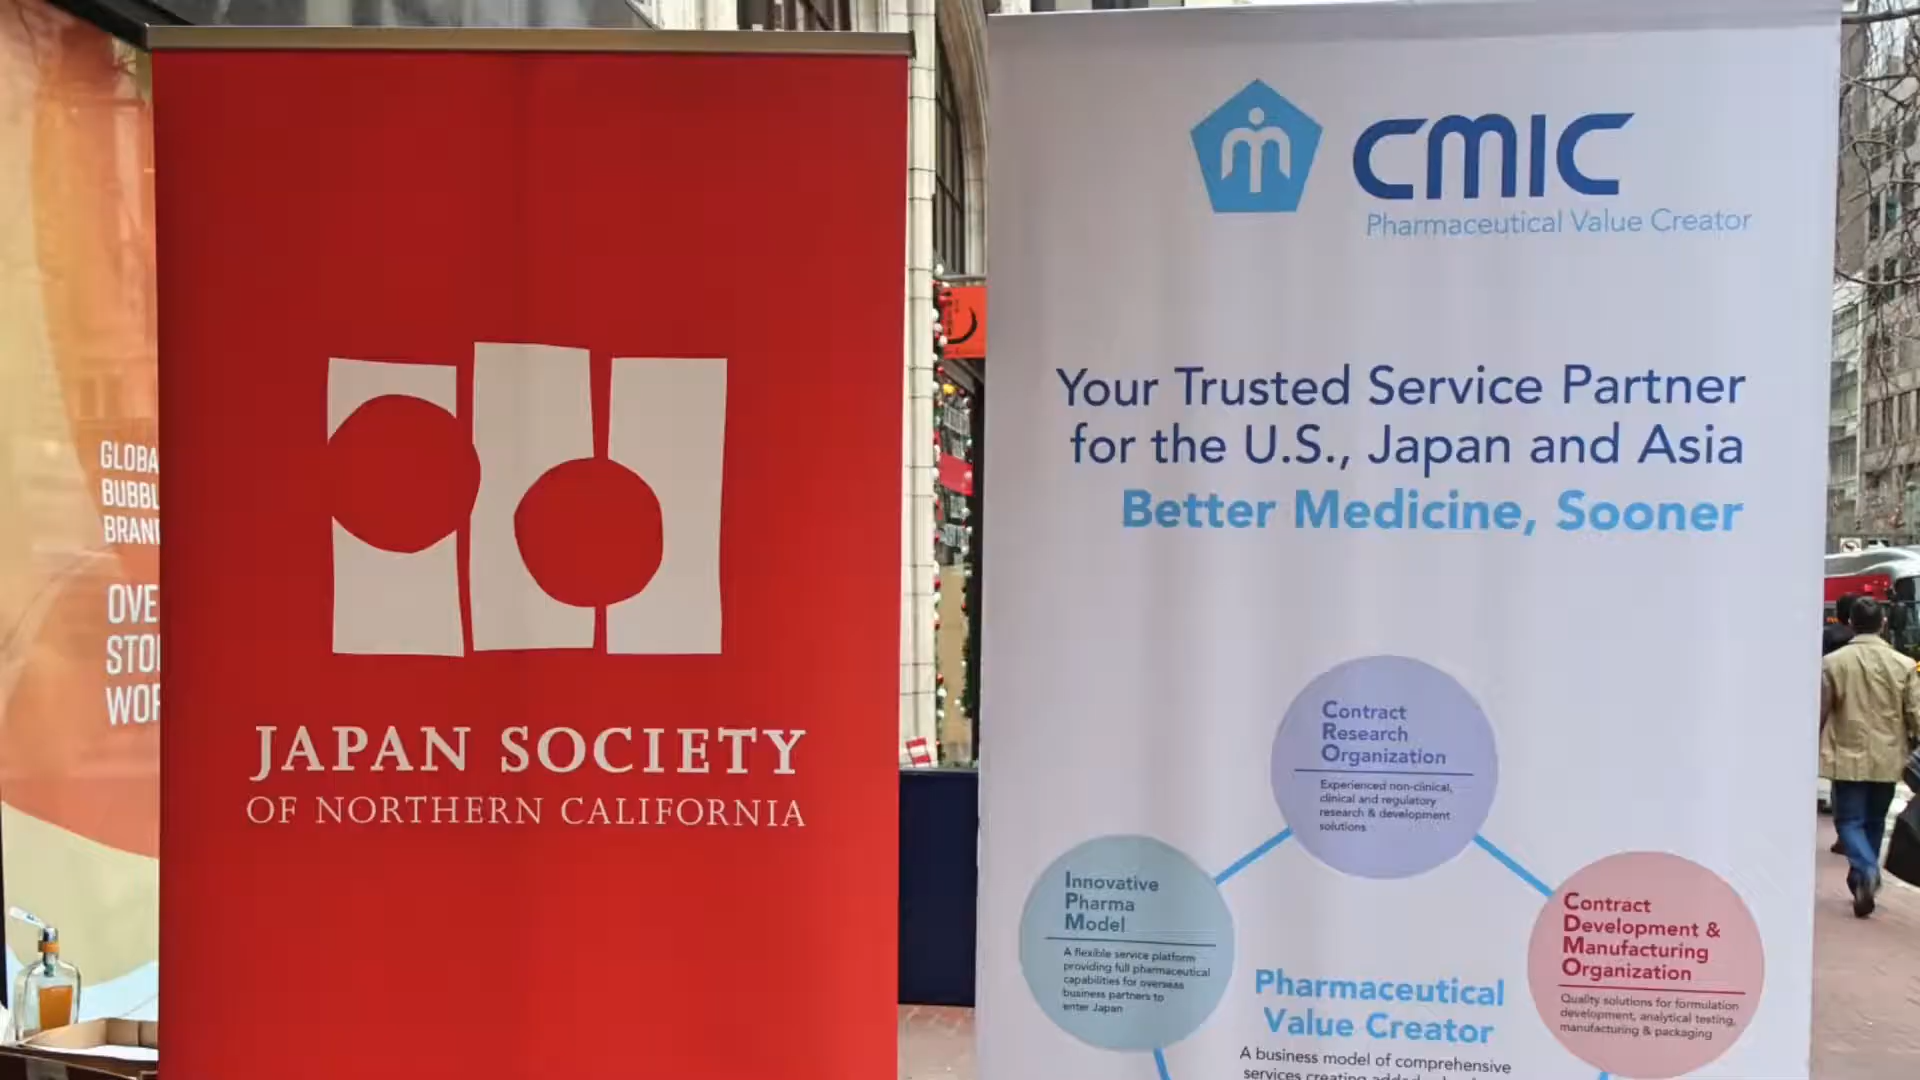 GLOBA
BUBBL
BRAN
OVE
STO
WOR
JAPAN SOCIETY
OF NORTHERN CALIFORNIA
CMIC
Pharmaceutical Value Creator
Your Trusted Service Partner
for the U.S., Japan and Asia
Better Medicine, Sooner
Contract
Research
Organization
Experienced non-clinical,
clinical and regulatory
research & development
solutions
Innovative
Pharma
Model
A flexible service platform
providing full pharmaceutical
capabilities for overseas
business partners to
enter Japan
Contract
Development &
Manufacturing
Organization
Quality solutions for formulation
development, analytical testing,
manufacturing & packaging
Pharmaceutical
Value Creator
A business model of comprehensive
services creating